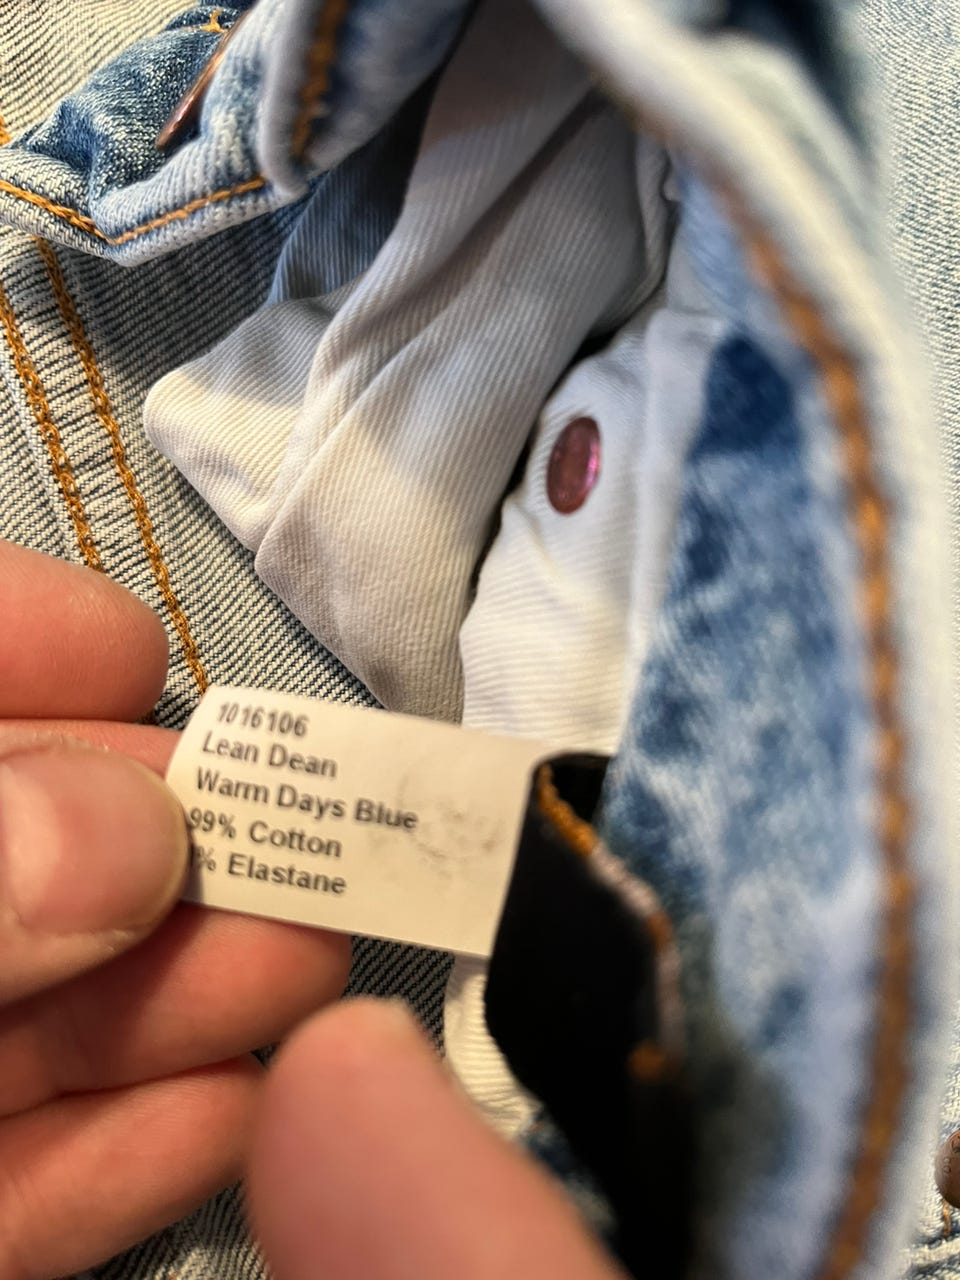 1016106
Lean Dean
Warm Days Blue
99% Cotton
% Elastane